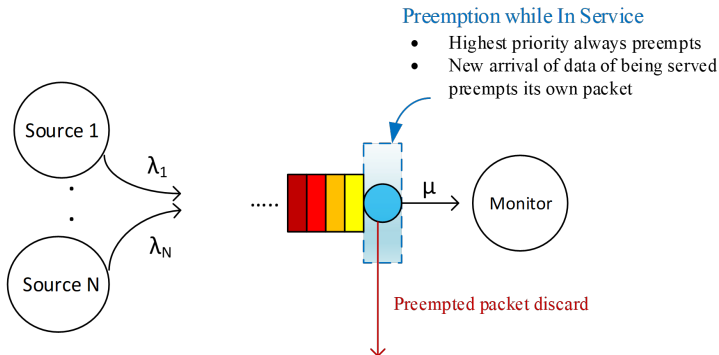 Preemption while In Service
• Highest priority always preempts
• New arrival of data of being served
preempts its own packet
Source 1
λ1
.....
μ
Monitor
λN
Source N
Preempted packet discard